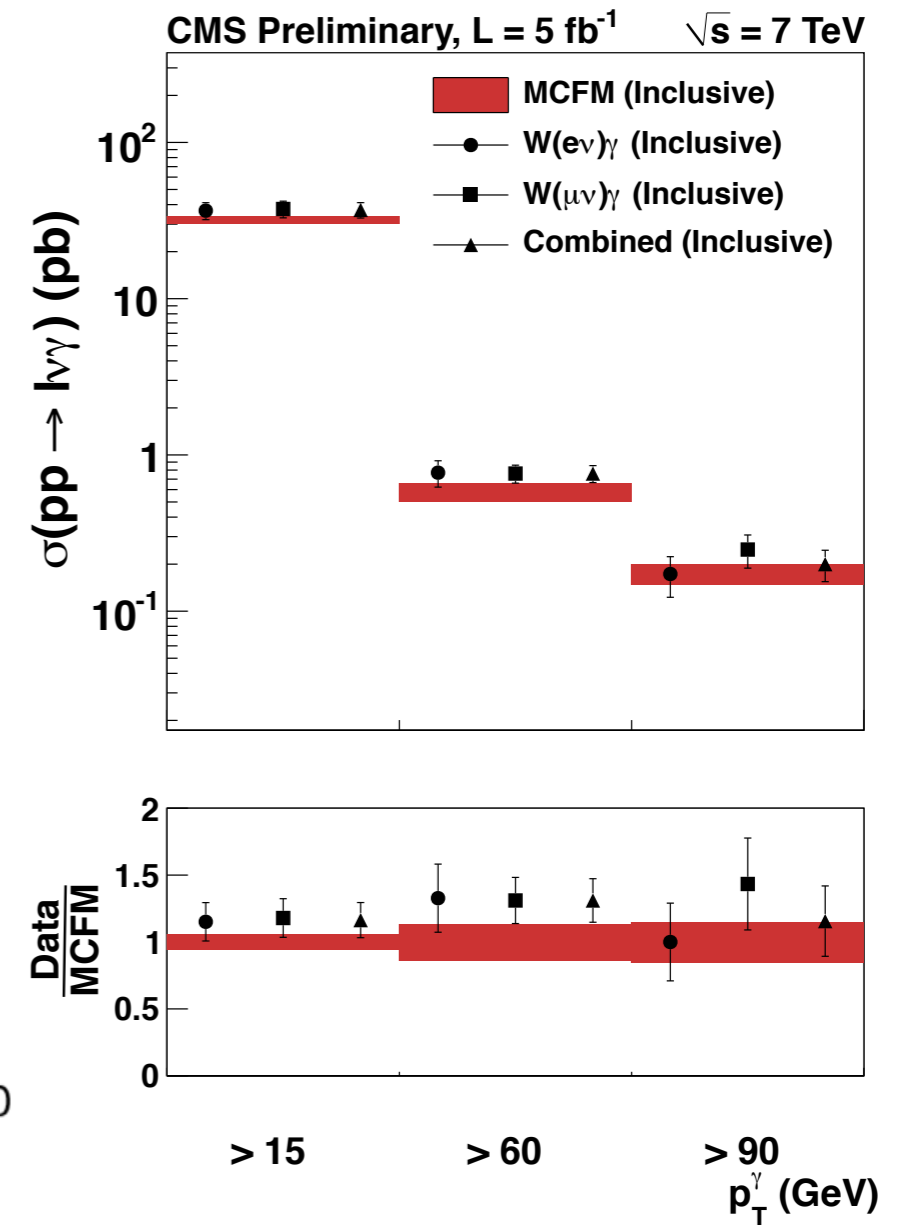 CMS Preliminary, L = 5 fb⁻¹ √s = 7 TeV
MCFM (Inclusive)
W(eν)γ (Inclusive)
W(μν)γ (Inclusive)
Combined (Inclusive)
σ(pp → lνγ) (pb)
10²
10
1
10⁻¹
Data
MCFM
2
1.5
1
0.5
0
0
> 15 > 60 > 90
p_T^γ (GeV)